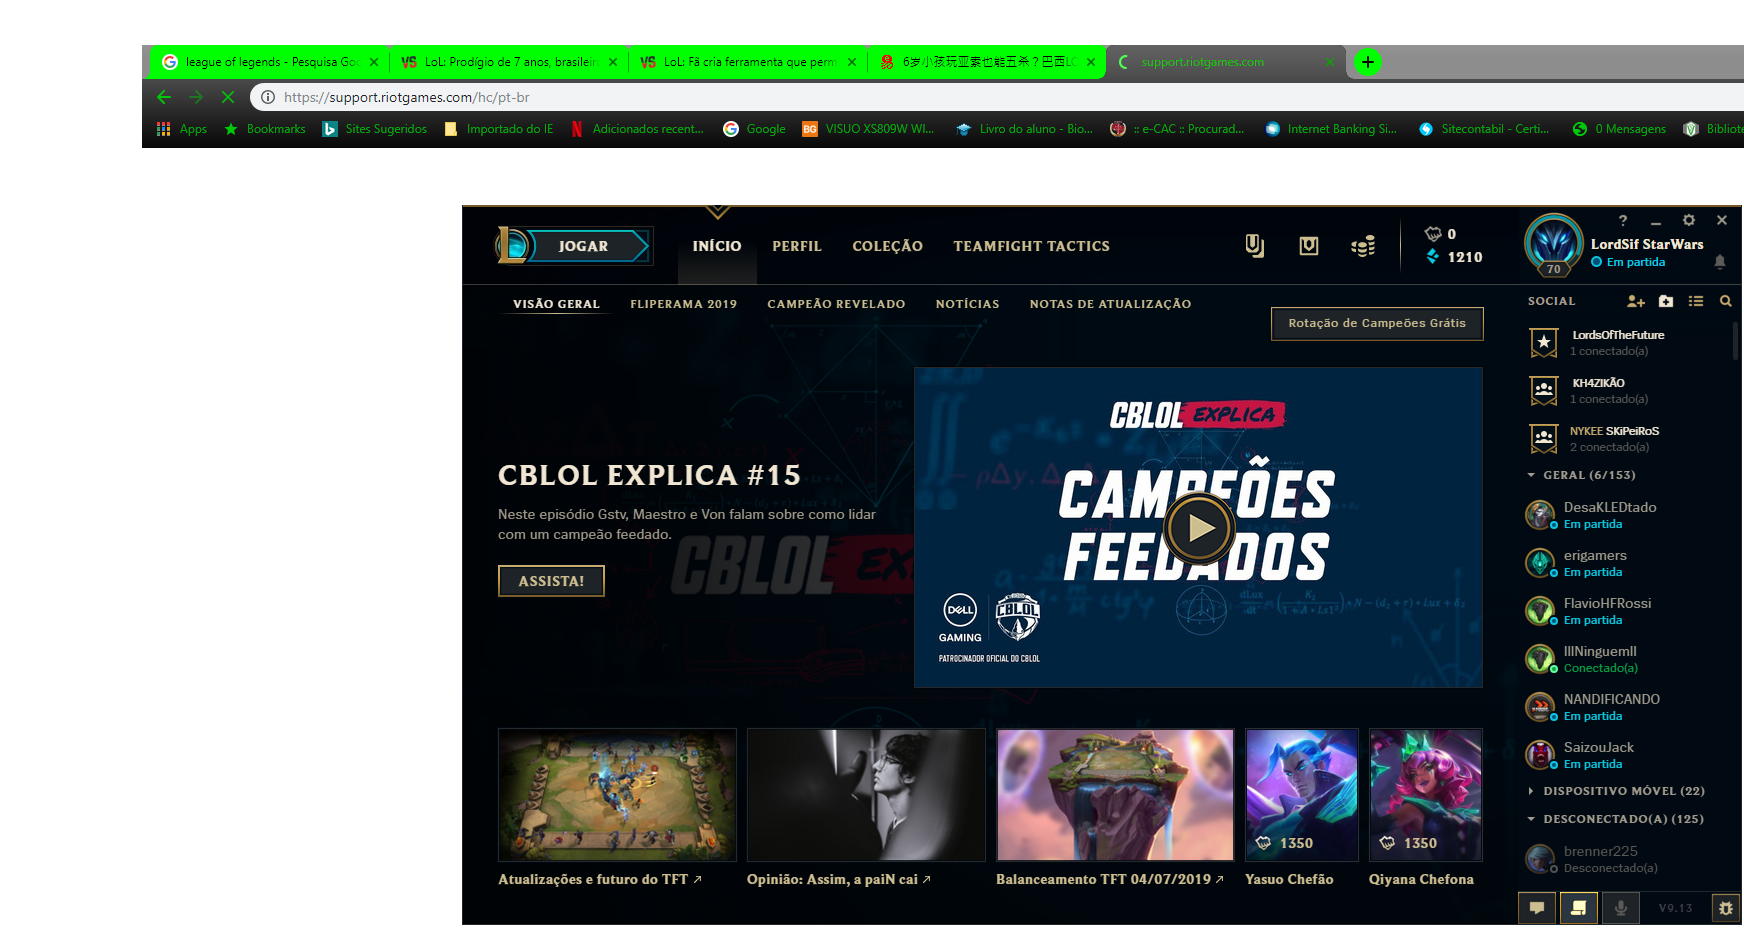 league of legends - Pesquisa Goo
LoL: Prodígio de 7 anos, brasileiro
LoL: Fã cria ferramenta que perm
6岁小孩玩亚索也能五杀？巴西LO
support.riotgames.com
https://support.riotgames.com/hc/pt-br
Apps
Bookmarks
Sites Sugeridos
Importado do IE
Adicionados recent...
Google
VISUO XS809W WI...
Livro do aluno - Bio...
:: e-CAC :: Procurad...
Internet Banking Si...
Sitecontabil - Certi...
0 Mensagens
Bibliote
JOGAR
INÍCIO
PERFIL
COLEÇÃO
TEAMFIGHT TACTICS
0
1210
70
LordSif StarWars
Em partida
VISÃO GERAL
FLIPERAMA 2019
CAMPEÃO REVELADO
NOTÍCIAS
NOTAS DE ATUALIZAÇÃO
Rotação de Campeões Grátis
CBLOL EXPLICA #15
Neste episódio Gstv, Maestro e Von falam sobre como lidar
com um campeão feedado.
ASSISTA!
CBLOL EXPLICA
CAMPEÕES
FEEDADOS
DELL
GAMING
CBLOL
PATROCINADOR OFICIAL DO CBLOL
Atualizações e futuro do TFT
Opinião: Assim, a paiN cai
Balanceamento TFT 04/07/2019
1350
Yasuo Chefão
1350
Qiyana Chefona
SOCIAL
LordsOfTheFuture
1 conectado(a)
KH4ZIKÃO
1 conectado(a)
NYKEE SKiPeiRoS
2 conectado(a)
GERAL (6/153)
DesaKLEDtado
Em partida
erigamers
Em partida
FlavioHFRossi
Em partida
lllNinguemll
Conectado(a)
NANDIFICANDO
Em partida
SaizouJack
Em partida
DISPOSITIVO MÓVEL (22)
DESCONECTADO(A) (125)
brenner225
Desconectado(a)
V9.13